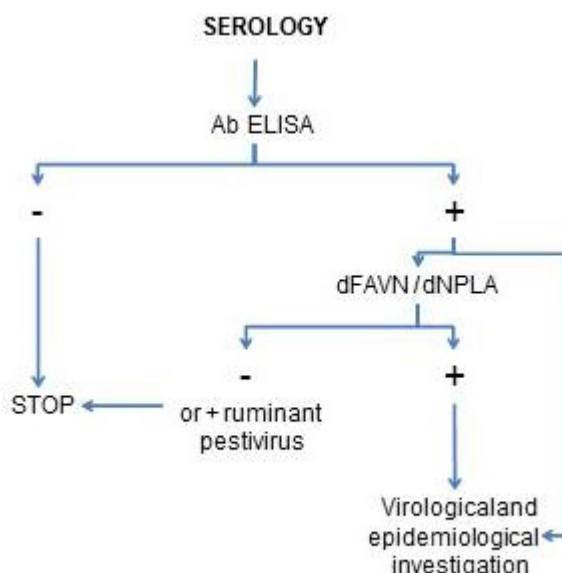 SEROLOGY
Ab ELISA
-
+
dFAVN / dNPLA
-
+
STOP
or + ruminant
pestivirus
Virologicaland
epidemiological
investigation